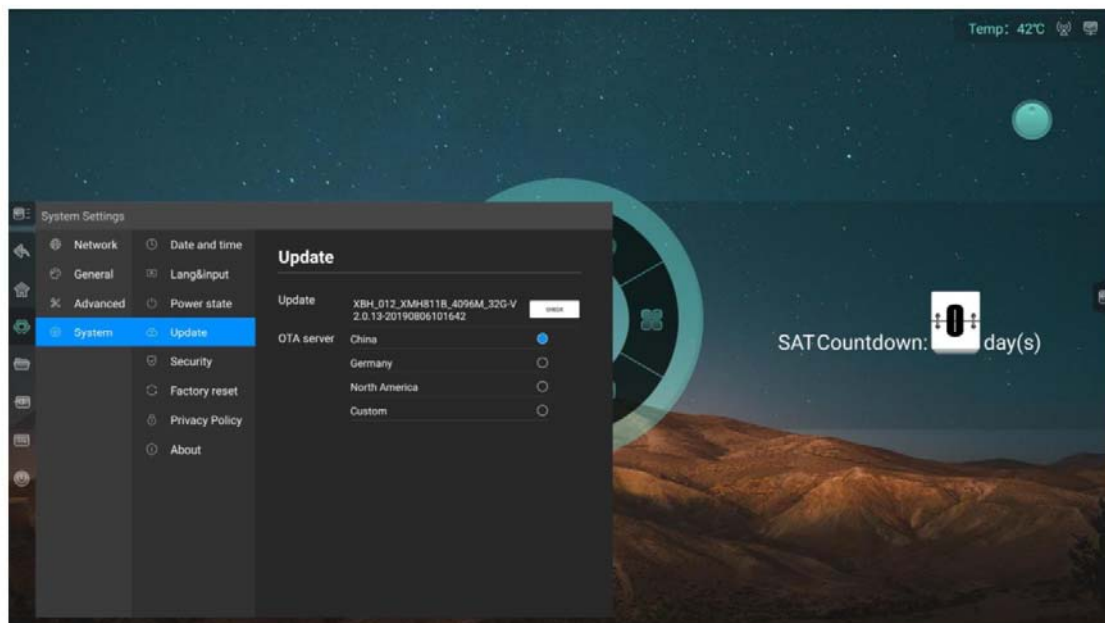 Temp: 42℃
System Settings
Network
General
Advanced
System
Date and time
Lang&input
Power state
Update
Security
Factory reset
Privacy Policy
About
Update
Update
XBH_012_XMH811B_4096M_32G-V
2.0.13-20190806101642
CHECK
OTA server
China
Germany
North America
Custom
SAT Countdown: 0 day(s)